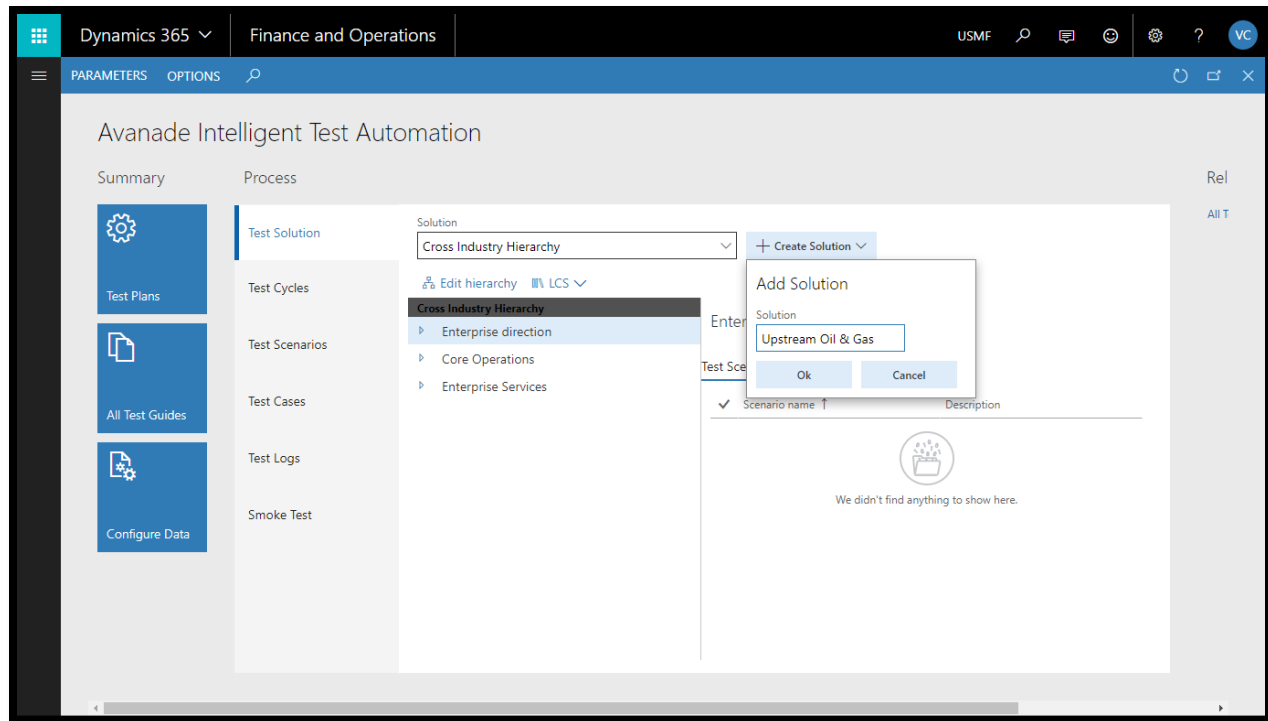 Dynamics 365
Finance and Operations
USMF
?
VC
PARAMETERS OPTIONS
Avanade Intelligent Test Automation
Summary
Process
Rel
Test Plans
All Test Guides
Configure Data
Test Solution
Test Cycles
Test Scenarios
Test Cases
Test Logs
Smoke Test
Solution
Cross Industry Hierarchy
+ Create Solution
Edit hierarchy LCS
Cross Industry Hierarchy
Enterprise direction
Core Operations
Enterprise Services
Add Solution
Solution
Upstream Oil & Gas
Ok Cancel
Enter
Test Sce
Scenario name ↑ Description
We didn't find anything to show here.
All T